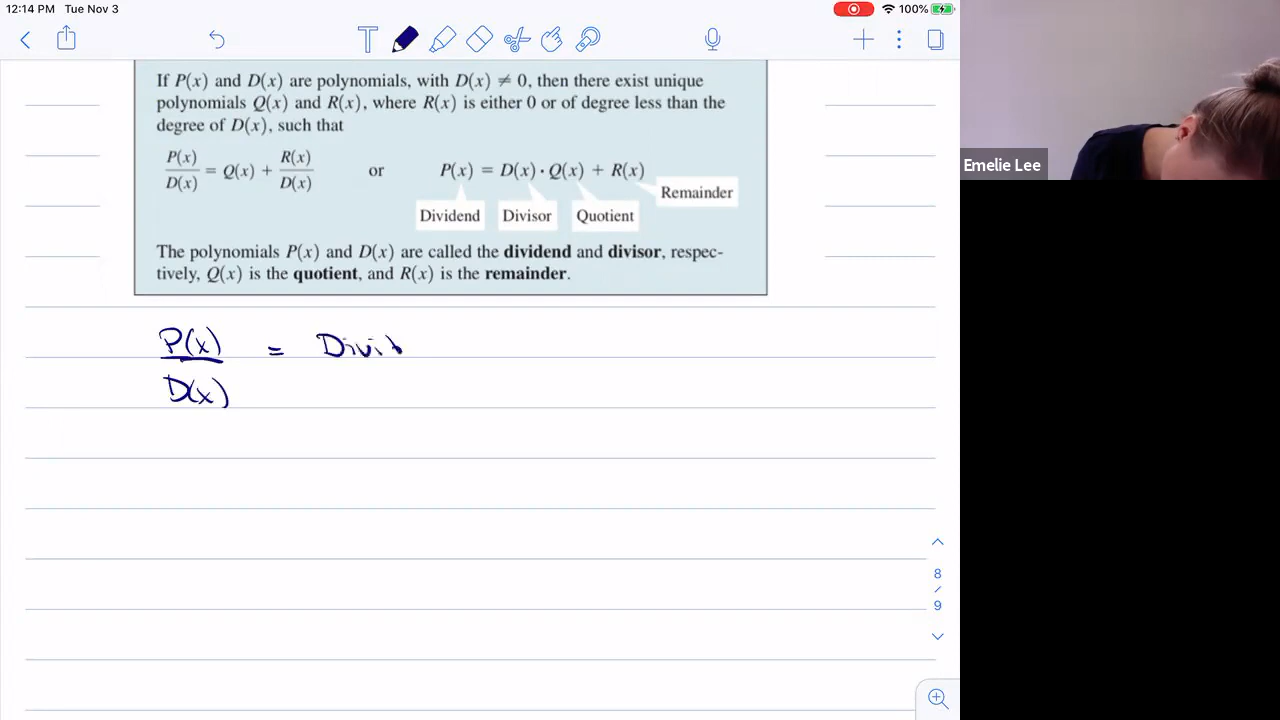 12:14 PM Tue Nov 3
100%
If P(x) and D(x) are polynomials, with D(x) ≠ 0, then there exist unique
polynomials Q(x) and R(x), where R(x) is either 0 or of degree less than the
degree of D(x), such that
P(x)/D(x) = Q(x) + R(x)/D(x) or P(x) = D(x) · Q(x) + R(x)
Remainder
Dividend Divisor Quotient
The polynomials P(x) and D(x) are called the dividend and divisor, respec-
tively, Q(x) is the quotient, and R(x) is the remainder.
P(x) = Divid
D(x)
8
/
9
Emelie Lee